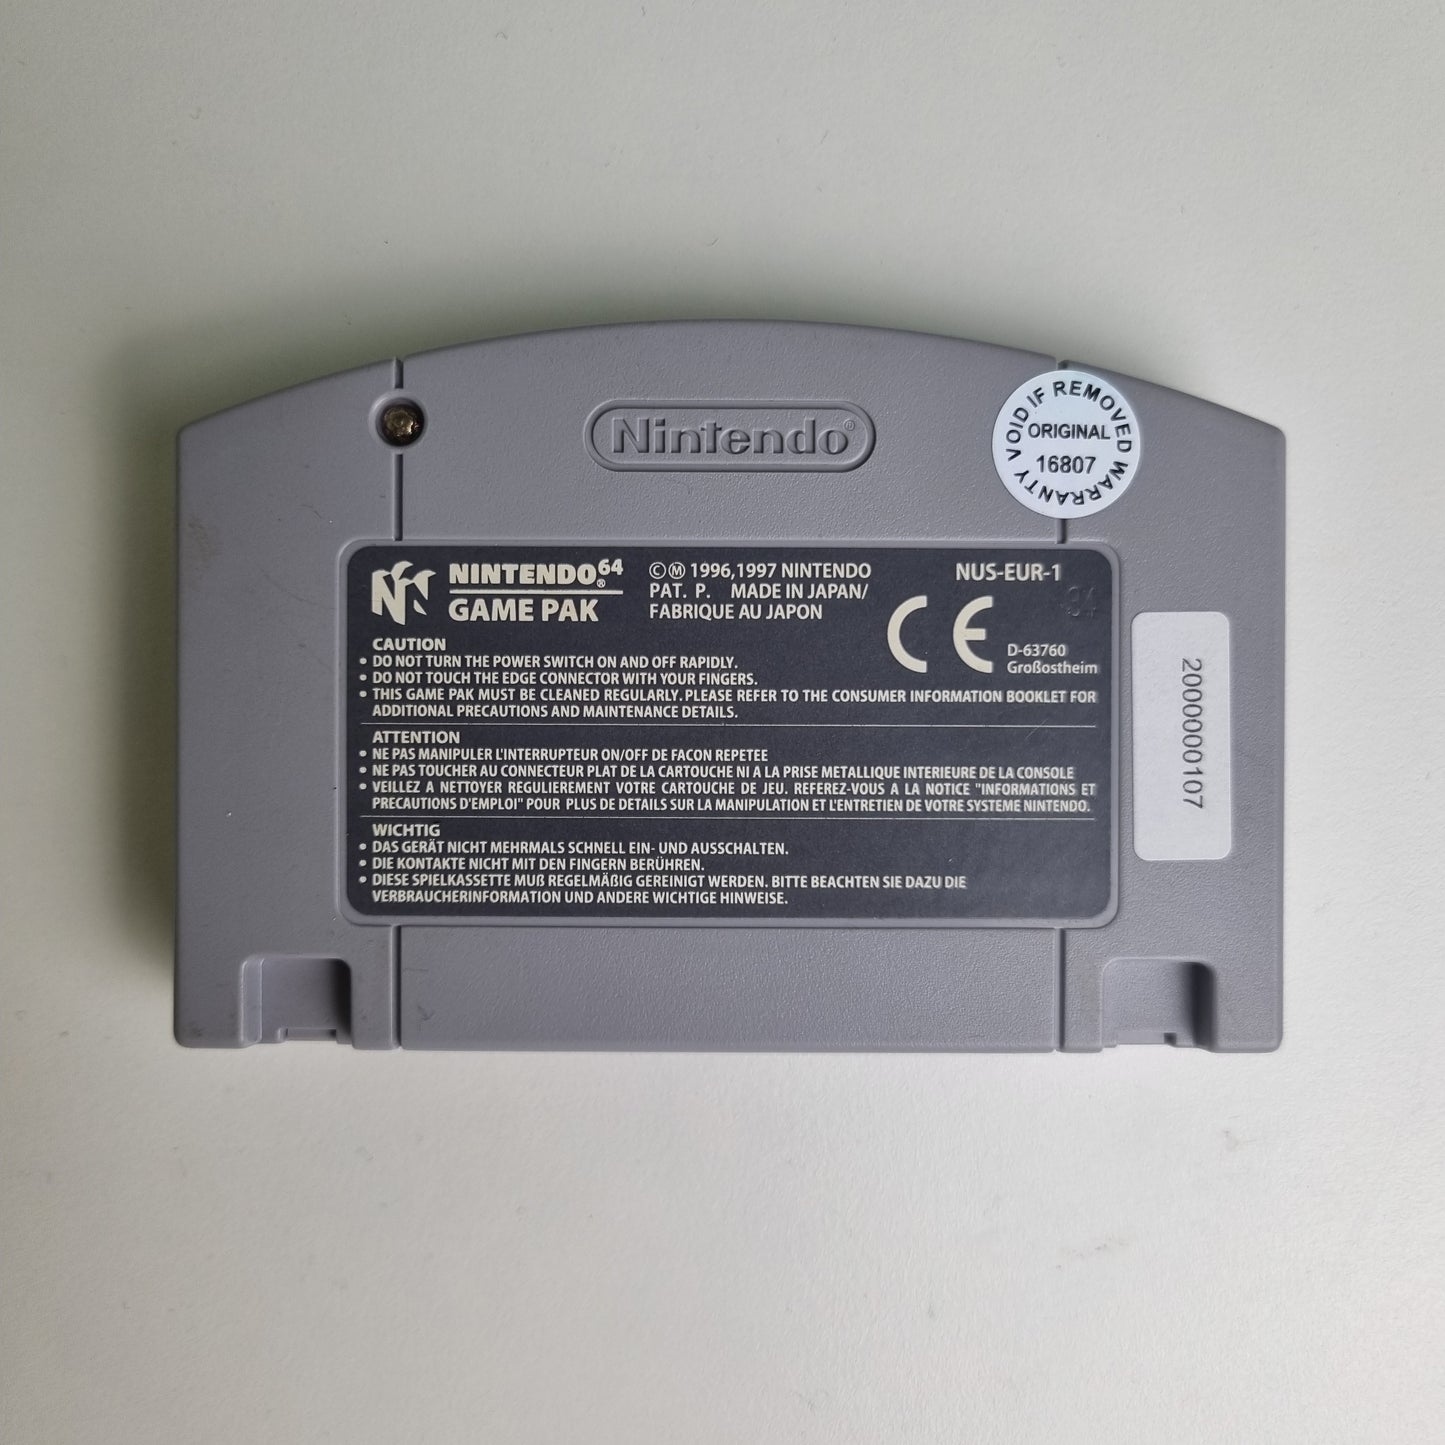 Nintendo®
VOID IF REMOVED WARRANTY
ORIGINAL
16807
NINTENDO64®
GAME PAK
©Ⓜ 1996,1997 NINTENDO
PAT. P. MADE IN JAPAN/
FABRIQUE AU JAPON
NUS-EUR-1
CE
D-63760
Großostheim
CAUTION
• DO NOT TURN THE POWER SWITCH ON AND OFF RAPIDLY.
• DO NOT TOUCH THE EDGE CONNECTOR WITH YOUR FINGERS.
• THIS GAME PAK MUST BE CLEANED REGULARLY. PLEASE REFER TO THE CONSUMER INFORMATION BOOKLET FOR
ADDITIONAL PRECAUTIONS AND MAINTENANCE DETAILS.
ATTENTION
• NE PAS MANIPULER L'INTERRUPTEUR ON/OFF DE FACON REPETEE
• NE PAS TOUCHER AU CONNECTEUR PLAT DE LA CARTOUCHE NI A LA PRISE METALLIQUE INTERIEURE DE LA CONSOLE
• VEILLEZ A NETTOYER REGULIEREMENT VOTRE CARTOUCHE DE JEU. REFEREZ-VOUS A LA NOTICE "INFORMATIONS ET
PRECAUTIONS D'EMPLOI" POUR PLUS DE DETAILS SUR LA MANIPULATION ET L'ENTRETIEN DE VOTRE SYSTEME NINTENDO.
WICHTIG
• DAS GERÄT NICHT MEHRMALS SCHNELL EIN- UND AUSSCHALTEN.
• DIE KONTAKTE NICHT MIT DEN FINGERN BERÜHREN.
• DIESE SPIELKASSETTE MUß REGELMÄßIG GEREINIGT WERDEN. BITTE BEACHTEN SIE DAZU DIE
VERBRAUCHERINFORMATION UND ANDERE WICHTIGE HINWEISE.
2000000107